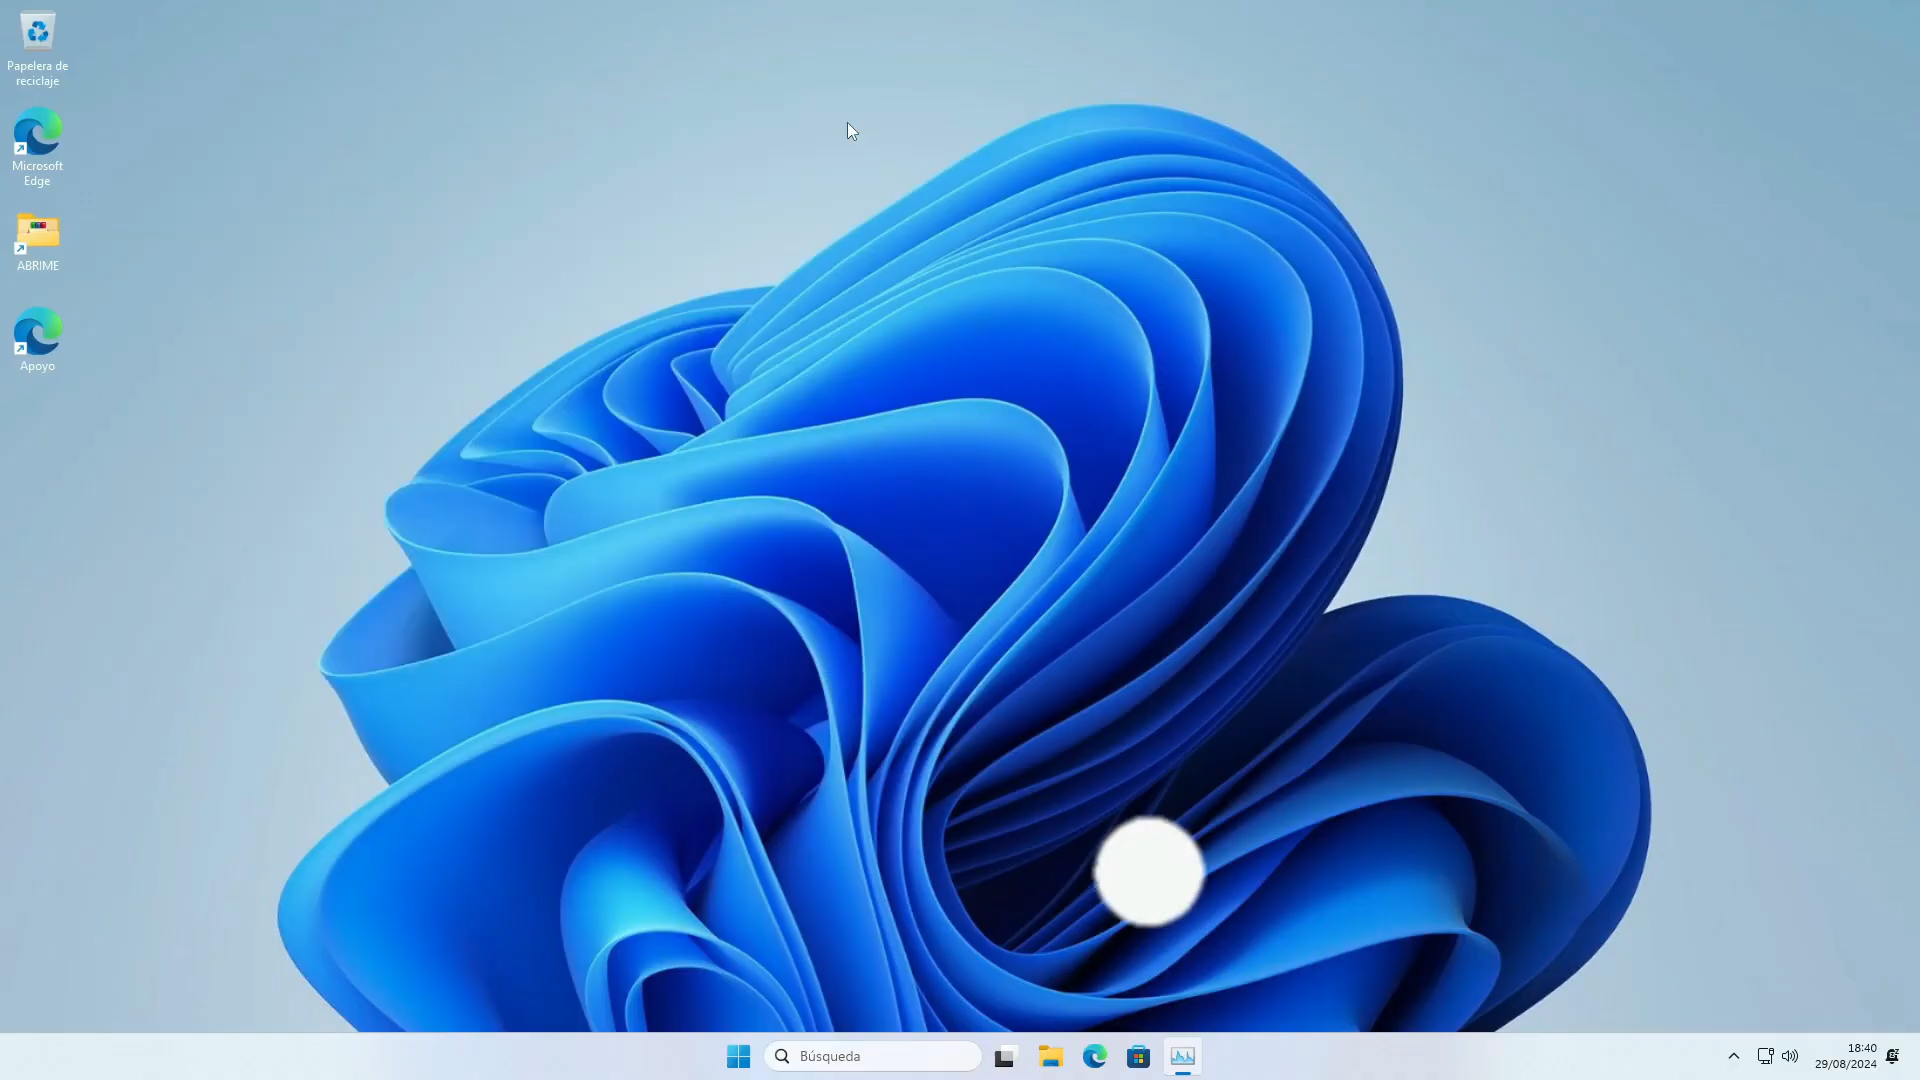 Papelera de
reciclaje
Microsoft
Edge
ABRIME
Apoyo
Búsqueda
18:40
29/08/2024